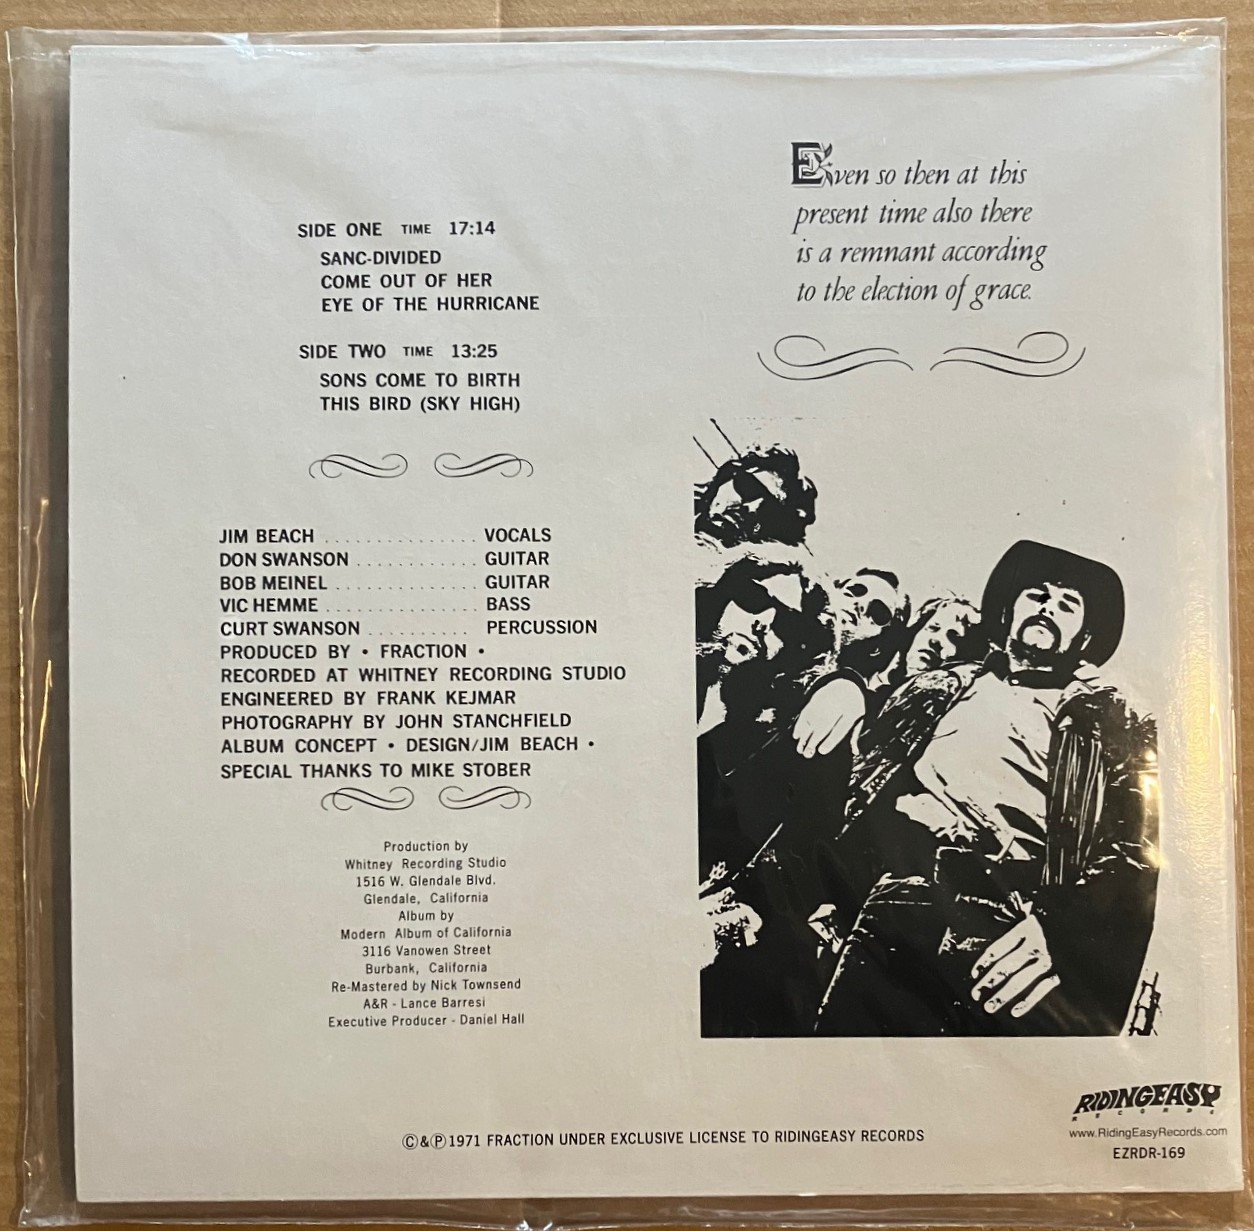 SIDE ONE TIME 17:14
SANC-DIVIDED
COME OUT OF HER
EYE OF THE HURRICANE
SIDE TWO TIME 13:25
SONS COME TO BIRTH
THIS BIRD (SKY HIGH)
JIM BEACH . . . . . . . . . . . . . . VOCALS
DON SWANSON . . . . . . . . . . . GUITAR
BOB MEINEL . . . . . . . . . . . . . GUITAR
VIC HEMME . . . . . . . . . . . . . . BASS
CURT SWANSON . . . . . . . . . . PERCUSSION
PRODUCED BY • FRACTION •
RECORDED AT WHITNEY RECORDING STUDIO
ENGINEERED BY FRANK KEJMAR
PHOTOGRAPHY BY JOHN STANCHFIELD
ALBUM CONCEPT • DESIGN/JIM BEACH •
SPECIAL THANKS TO MIKE STOBER
Production by
Whitney Recording Studio
1516 W. Glendale Blvd.
Glendale, California
Album by
Modern Album of California
3116 Vanowen Street
Burbank, California
Re-Mastered by Nick Townsend
A&R - Lance Barresi
Executive Producer - Daniel Hall
Even so then at this
present time also there
is a remnant according
to the election of grace.
RIDINGEASY
RECORDS
www.RidingEasyRecords.com
EZRDR-169
Ⓒ&Ⓟ1971 FRACTION UNDER EXCLUSIVE LICENSE TO RIDINGEASY RECORDS